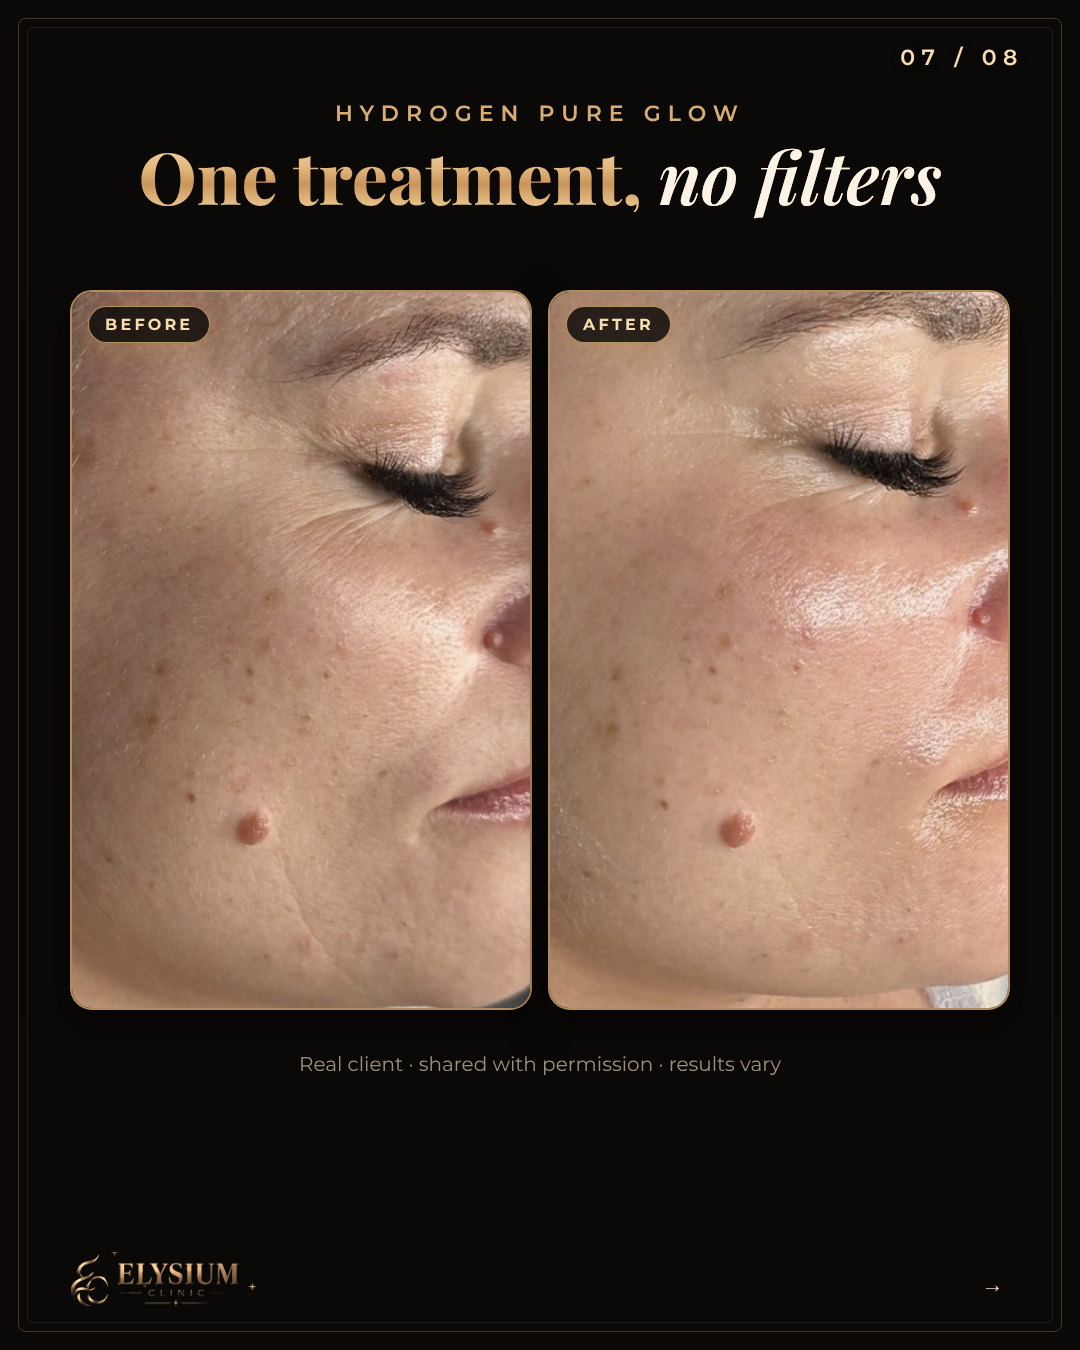 07 / 08
HYDROGEN PURE GLOW
One treatment, no filters
BEFORE
AFTER
Real client · shared with permission · results vary
ELYSIUM
CLINIC
→